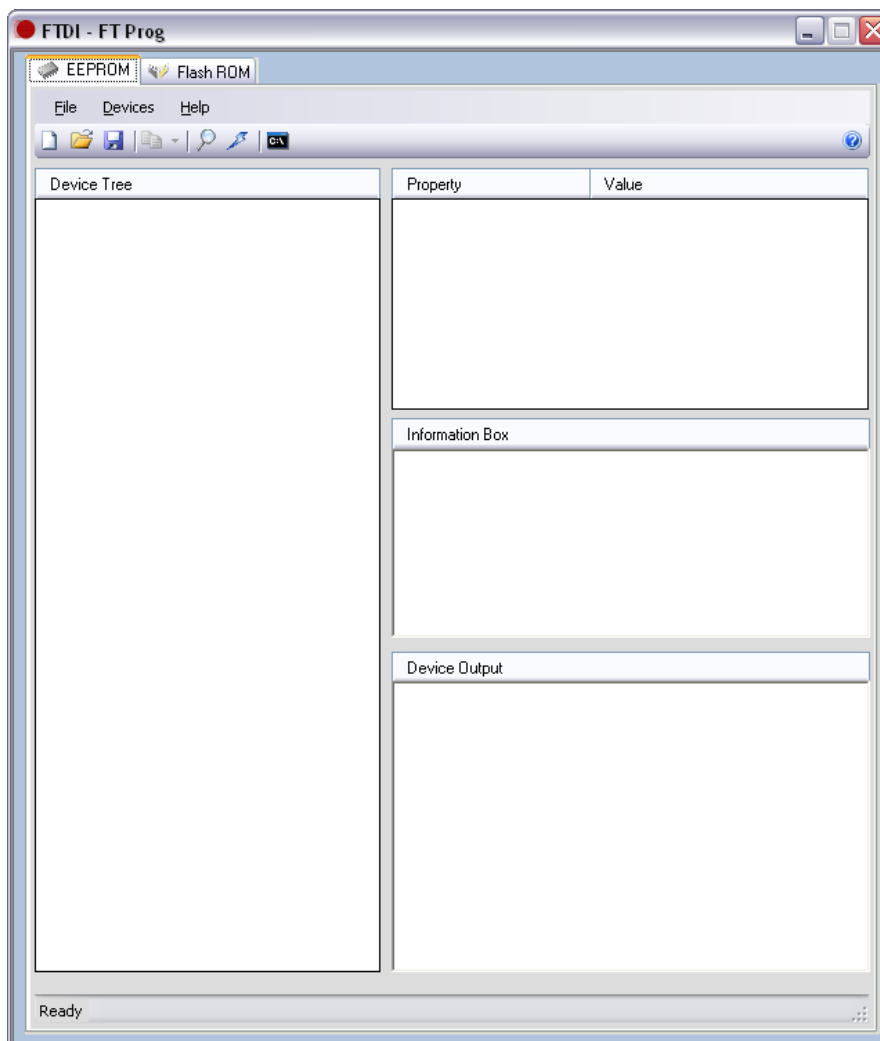 FTDI - FT Prog
EEPROM Flash ROM
File Devices Help
C:\
Device Tree Property Value
Information Box
Device Output
Ready